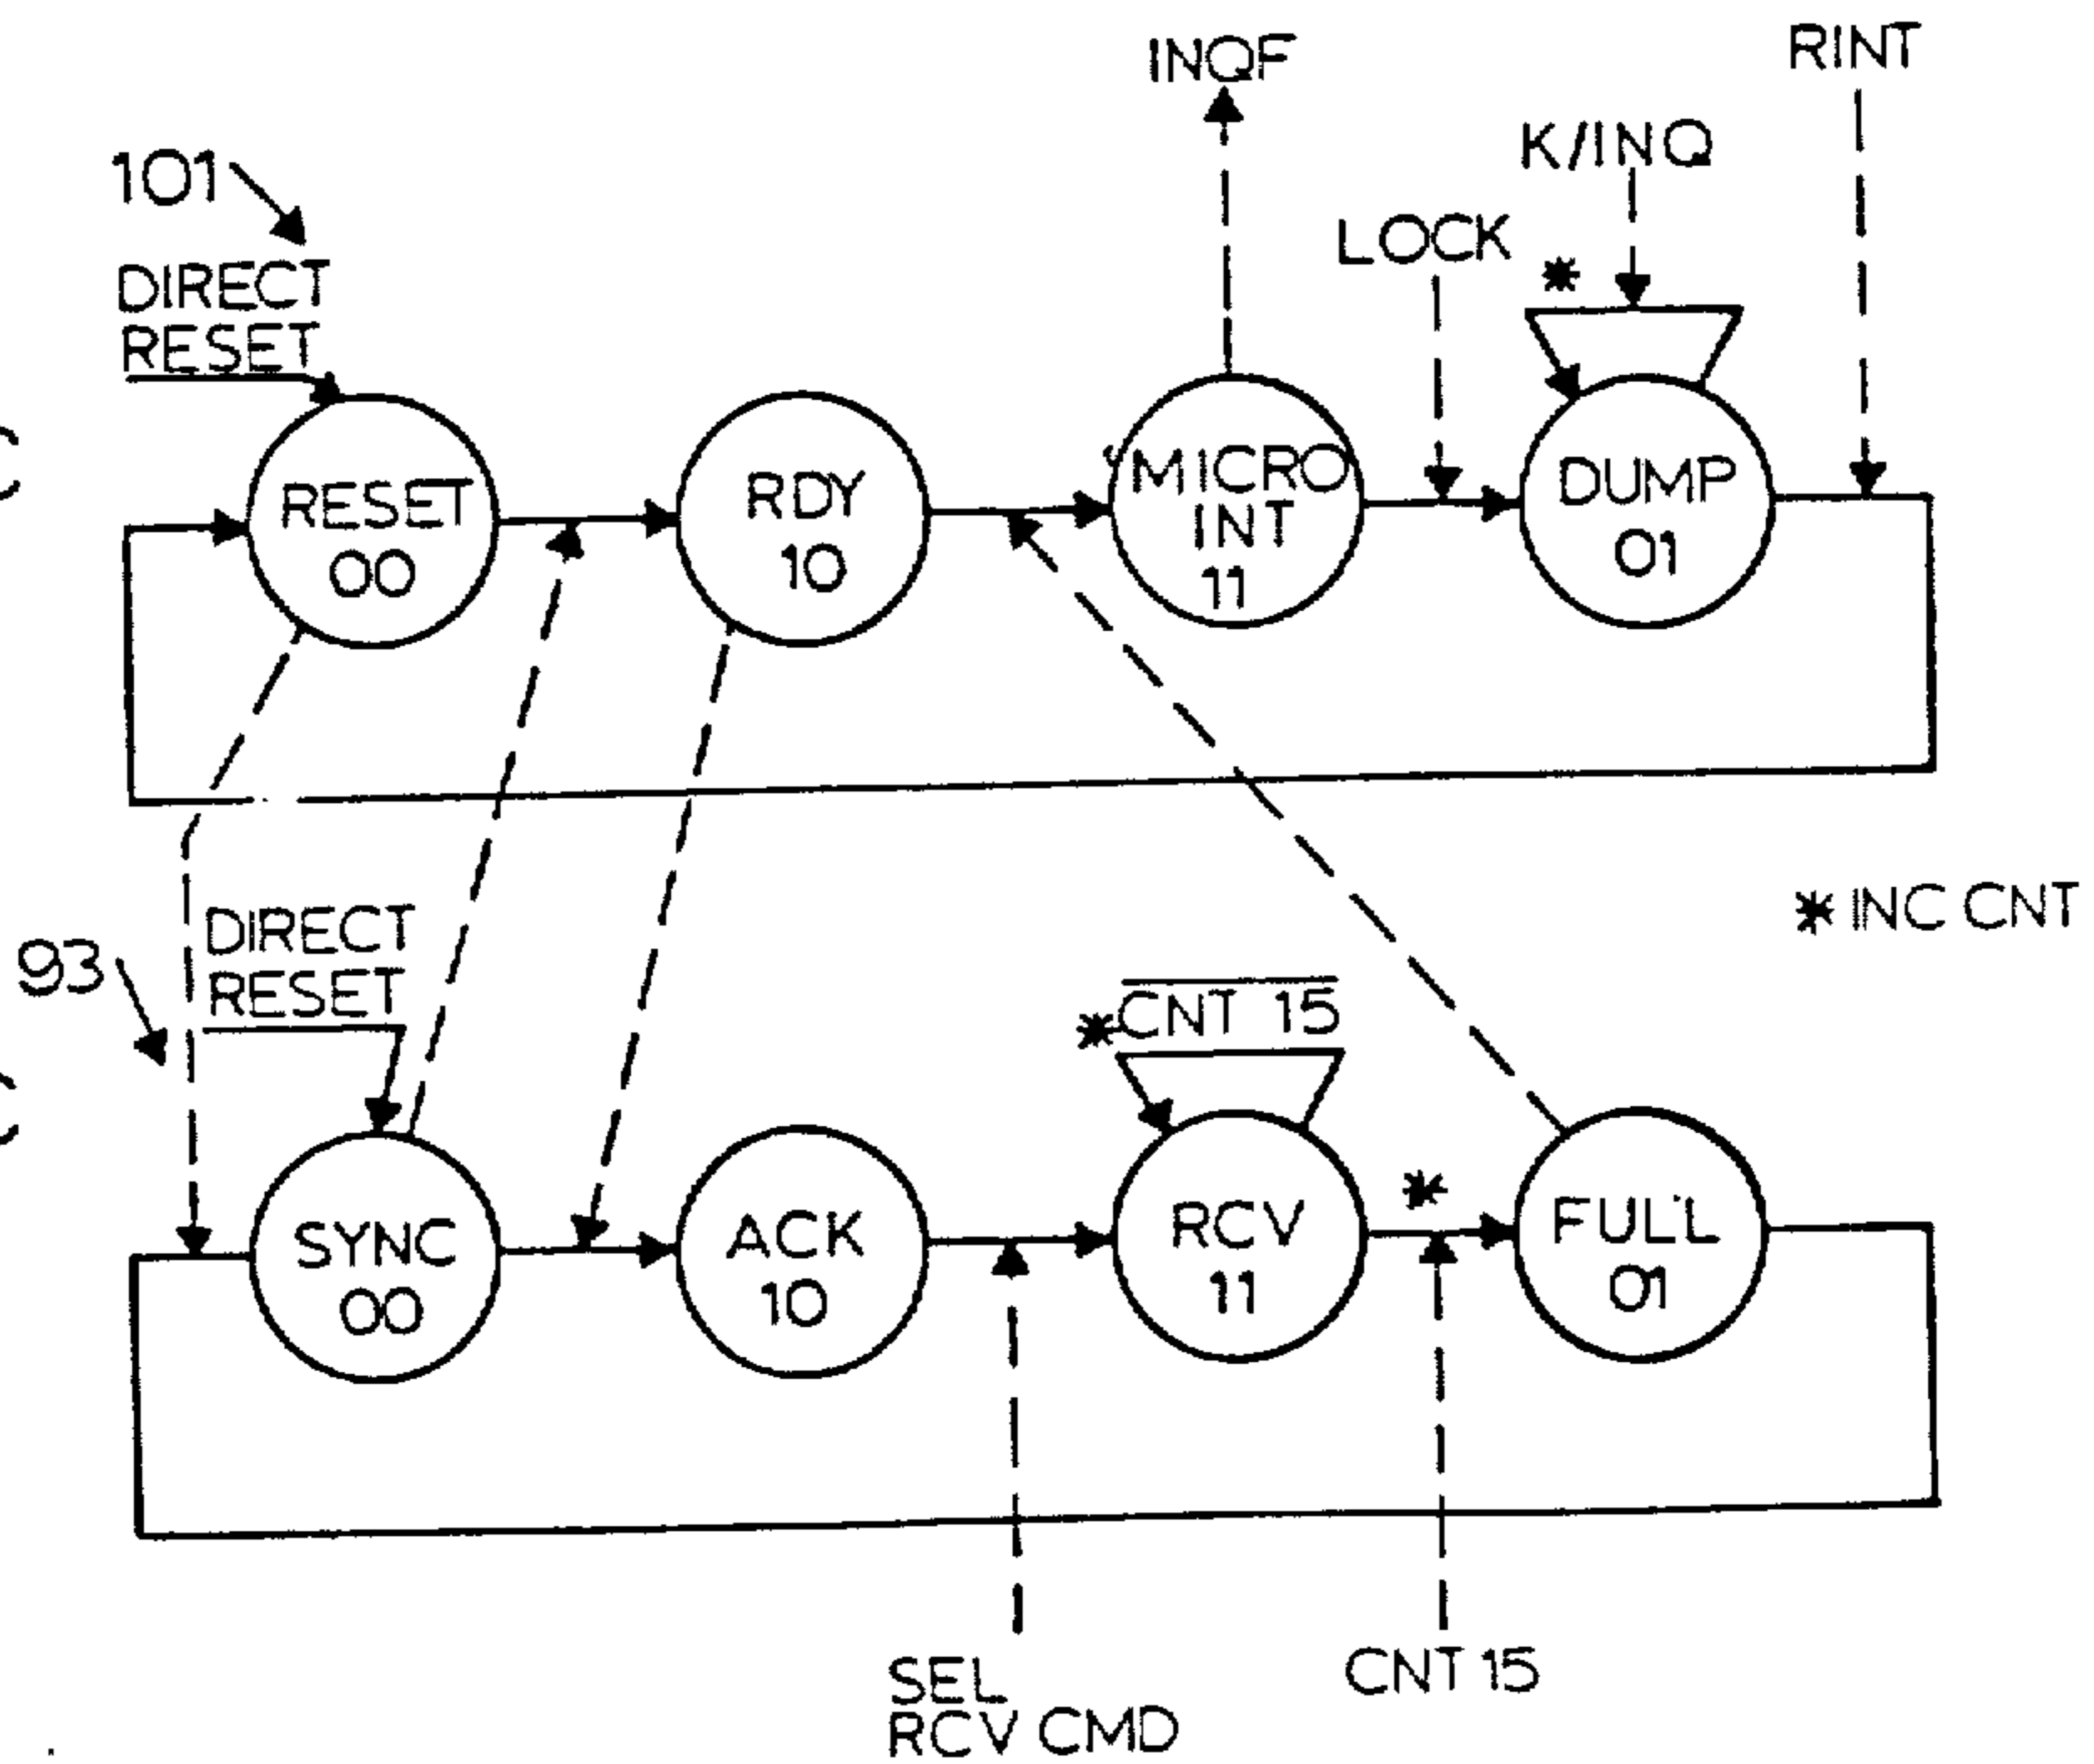 INQF
RINT
K/INQ
101
LOCK
*
DIRECT
RESET
RESET
00
RDY
10
MICRO
INT
11
DUMP
01
* INC CNT
93
DIRECT
RESET
*CNT 15
*
SYNC
00
ACK
10
RCV
11
FULL
01
SEL
RCV CMD
CNT 15